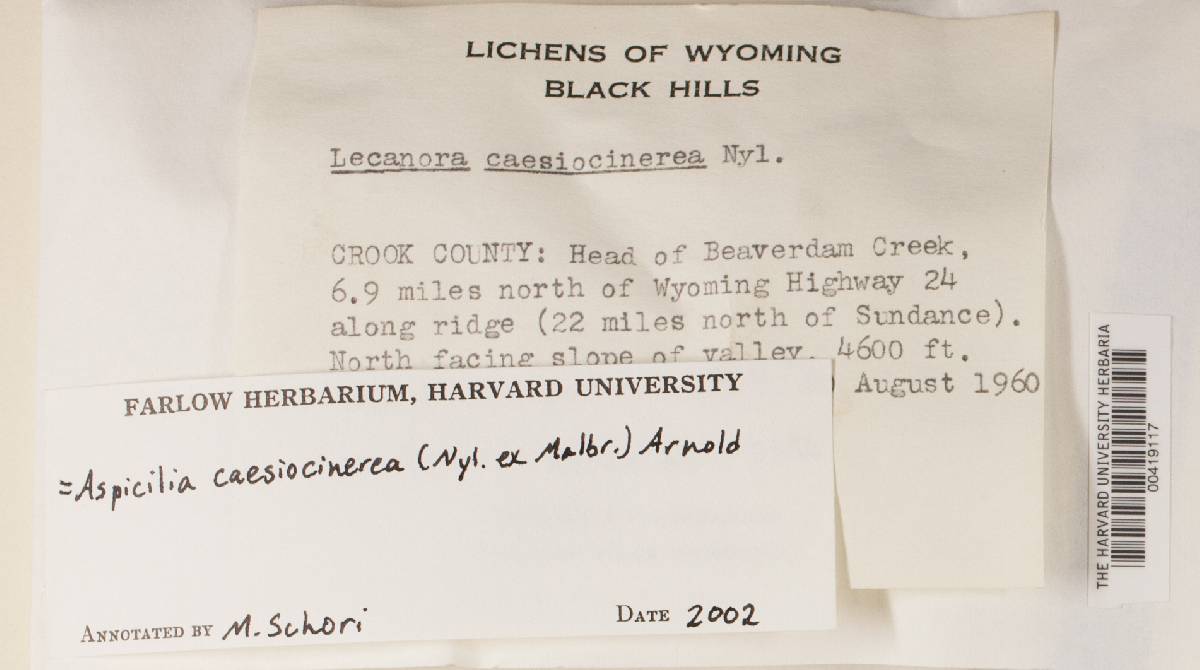 LICHENS OF WYOMING
BLACK HILLS
Lecanora caesiocinerea Nyl.
CROOK COUNTY: Head of Beaverdam Creek,
6.9 miles north of Wyoming Highway 24
along ridge (22 miles north of Sundance).
North facing slope of valley. 4600 ft.
August 1960
FARLOW HERBARIUM, HARVARD UNIVERSITY
=Aspicilia caesiocinerea (Nyl. ex Malbr.) Arnold
ANNOTATED BY M. Schori
DATE 2002
THE HARVARD UNIVERSITY HERBARIA
00419117